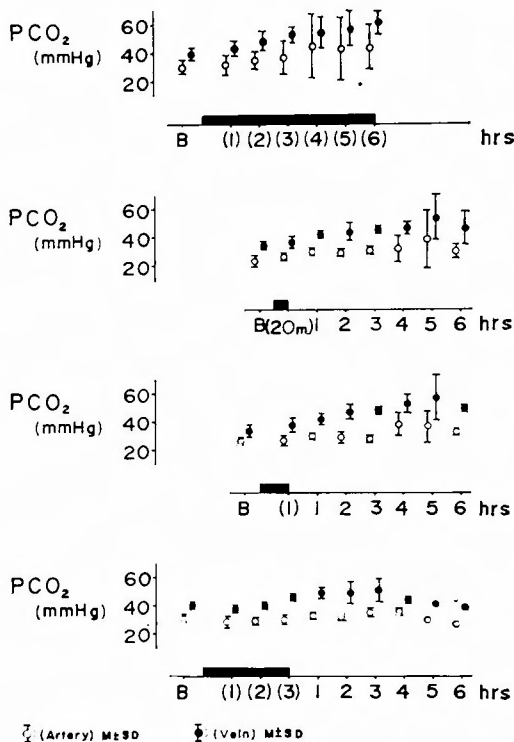 PCO₂
(mmHg)
60
40
20
B (1) (2) (3) (4) (5) (6) hrs
PCO₂
(mmHg)
60
40
20
B (20m) 1 2 3 4 5 6 hrs
PCO₂
(mmHg)
60
40
20
B (1) 1 2 3 4 5 6 hrs
PCO₂
(mmHg)
60
40
20
B (1) (2) (3) 1 2 3 4 5 6 hrs
(Artery) M±SD (Vein) M±SD